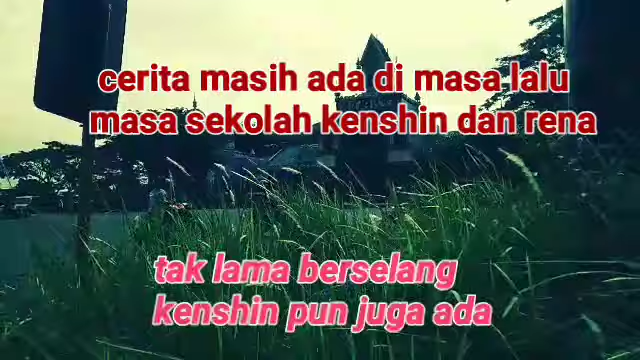 cerita masih ada di masa lalu
masa sekolah kenshin dan rena
tak lama berselang
kenshin pun juga ada